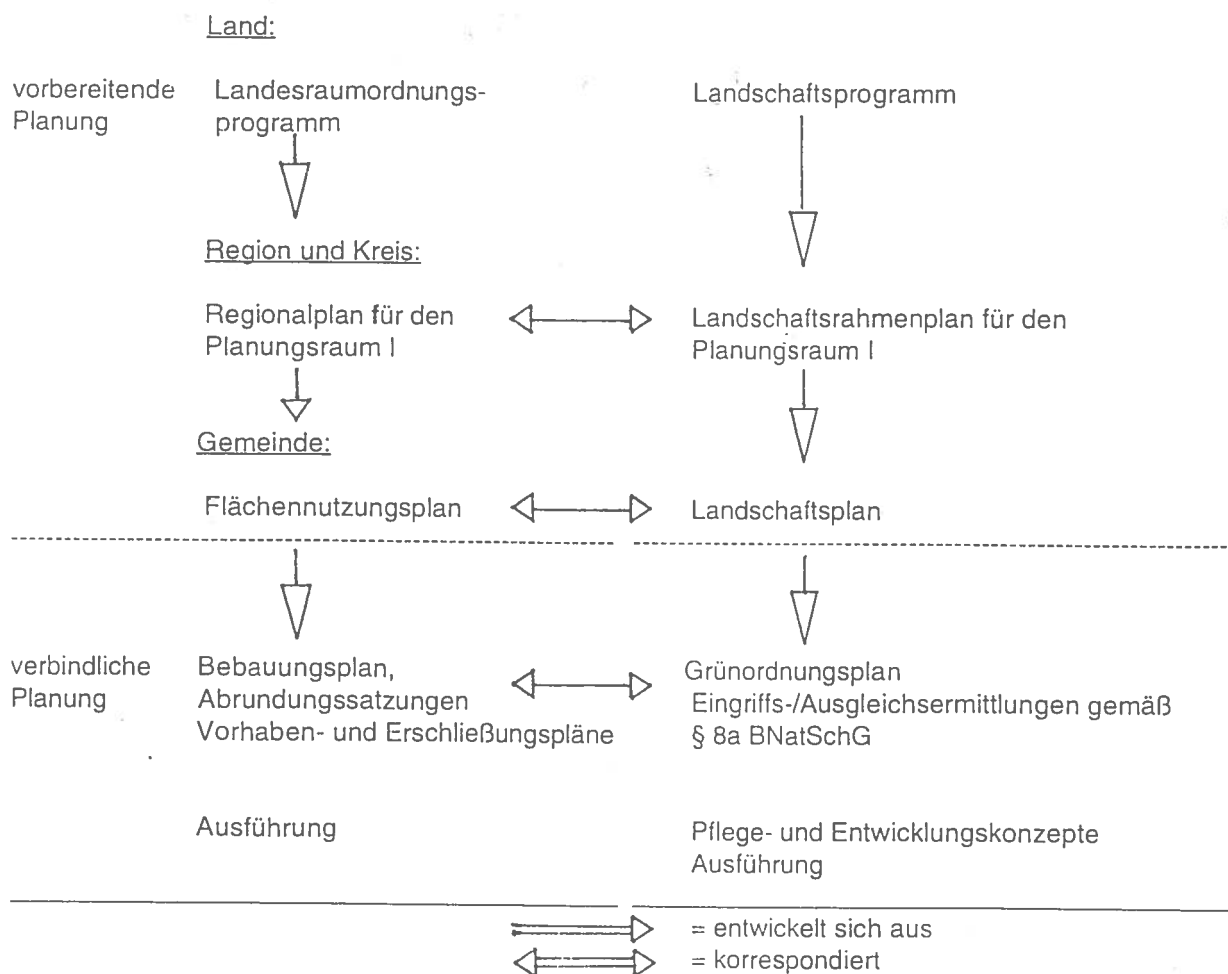 Land:
vorbereitende
Planung
Landesraumordnungs-
programm
Landschaftsprogramm
Region und Kreis:
Regionalplan für den
Planungsraum I
Landschaftsrahmenplan für den
Planungsraum I
Gemeinde:
Flächennutzungsplan
Landschaftsplan
verbindliche
Planung
Bebauungsplan,
Abrundungssatzungen
Vorhaben- und Erschließungspläne
Grünordnungsplan
Eingriffs-/Ausgleichsermittlungen gemäß
§ 8a BNatSchG
Ausführung
Pflege- und Entwicklungskonzepte
Ausführung
= entwickelt sich aus
= korrespondiert